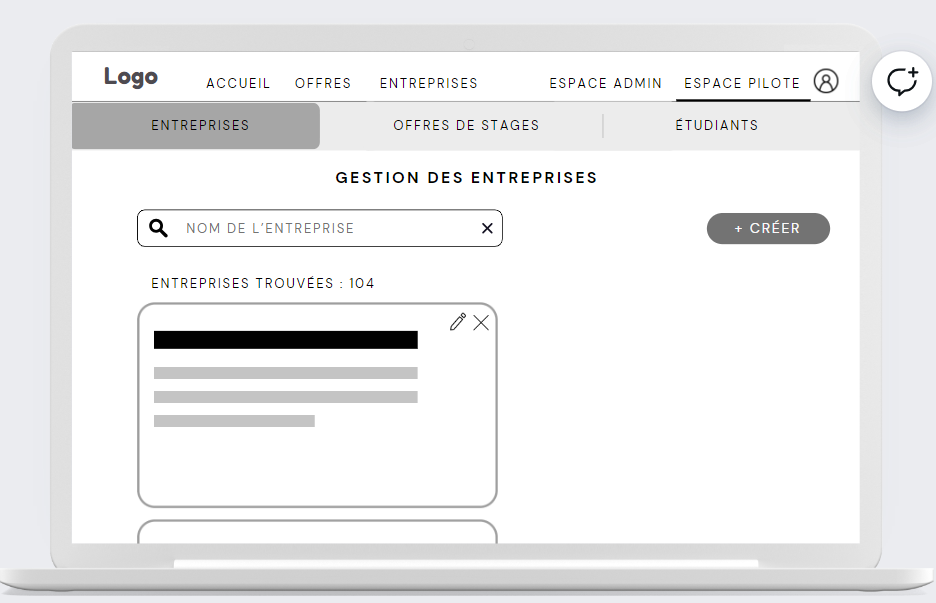 Logo ACCUEIL OFFRES ENTREPRISES ESPACE ADMIN ESPACE PILOTE
ENTREPRISES OFFRES DE STAGES ÉTUDIANTS
GESTION DES ENTREPRISES
NOM DE L'ENTREPRISE + CRÉER
ENTREPRISES TROUVÉES : 104